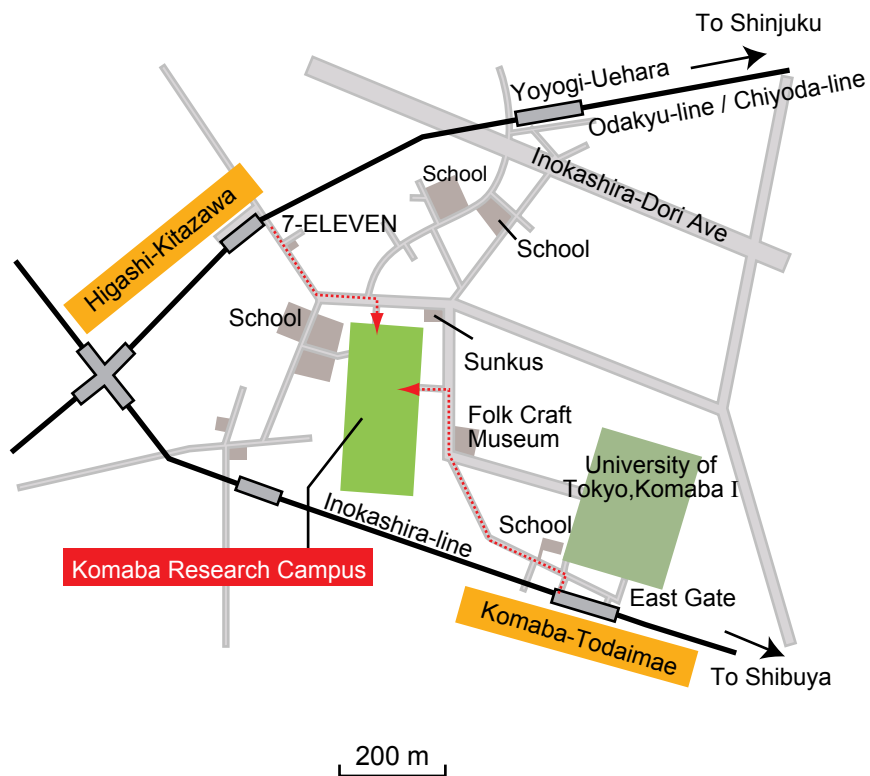 To Shinjuku
Yoyogi-Uehara
Odakyu-line / Chiyoda-line
Inokashira-Dori Ave
School
School
7-ELEVEN
Higashi-Kitazawa
School
Sunkus
Folk Craft
Museum
University of
Tokyo,Komaba I
Inokashira-line
School
Komaba Research Campus
East Gate
Komaba-Todaimae
To Shibuya
200 m